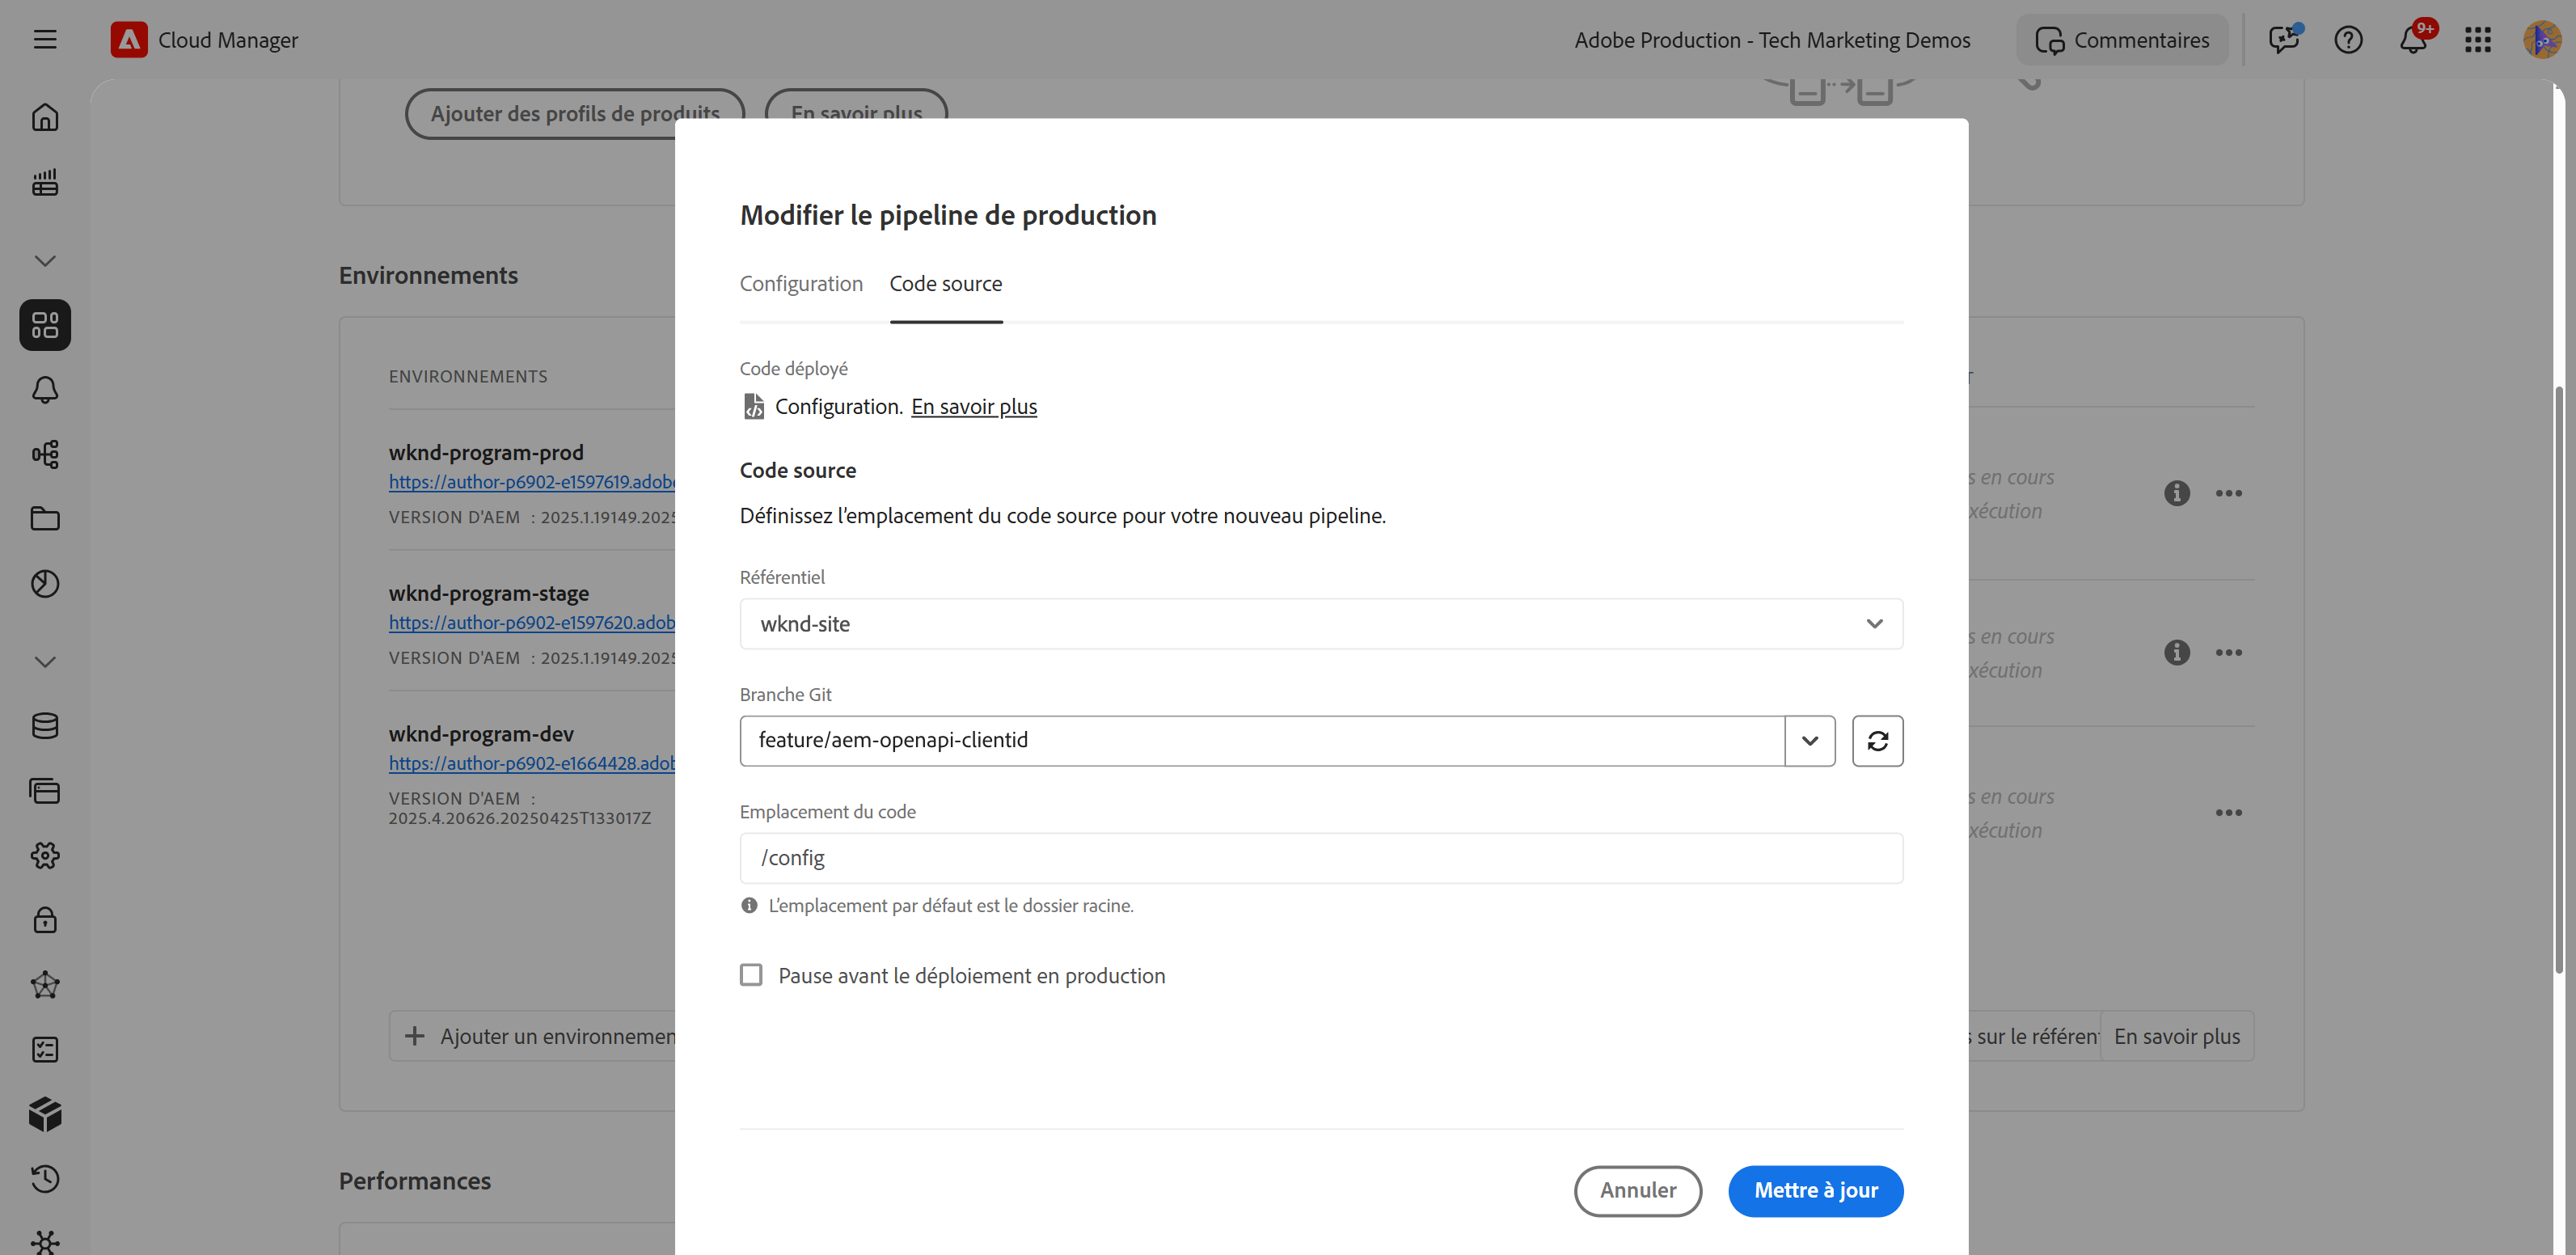 Cloud Manager
Adobe Production - Tech Marketing Demos
Commentaires
9+
Ajouter des profils de produits
En savoir plus
Modifier le pipeline de production
Configuration
Code source
Code déployé
Configuration. En savoir plus
Code source
Définissez l'emplacement du code source pour votre nouveau pipeline.
Référentiel
wknd-site
Branche Git
feature/aem-openapi-clientid
Emplacement du code
/config
L'emplacement par défaut est le dossier racine.
Pause avant le déploiement en production
Annuler
Mettre à jour
Environnements
ENVIRONNEMENTS
wknd-program-prod
https://author-p6902-e1597619.adob
VERSION D'AEM : 2025.1.19149.202
wknd-program-stage
https://author-p6902-e1597620.adob
VERSION D'AEM : 2025.1.19149.202
wknd-program-dev
https://author-p6902-e1664428.adob
VERSION D'AEM :
2025.4.20626.20250425T133017Z
Ajouter un environnemen
s en cours
xécution
s en cours
xécution
s en cours
xécution
s sur le référen
En savoir plus
Performances